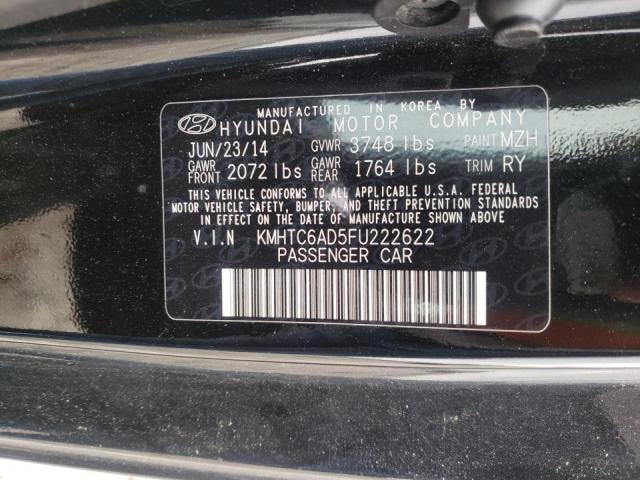 MANUFACTURED IN KOREA BY
HYUNDAI MOTOR COMPANY
JUN/23/14 GVWR 3748 lbs PAINT MZH
GAWR FRONT 2072 lbs GAWR REAR 1764 lbs TRIM RY
THIS VEHICLE CONFORMS TO ALL APPLICABLE U.S.A. FEDERAL
MOTOR VEHICLE SAFETY, BUMPER, AND THEFT PREVENTION STANDARDS
IN EFFECT ON THE DATE OF MANUFACTURE SHOWN ABOVE
V.I.N KMHTC6AD5FU222622
PASSENGER CAR